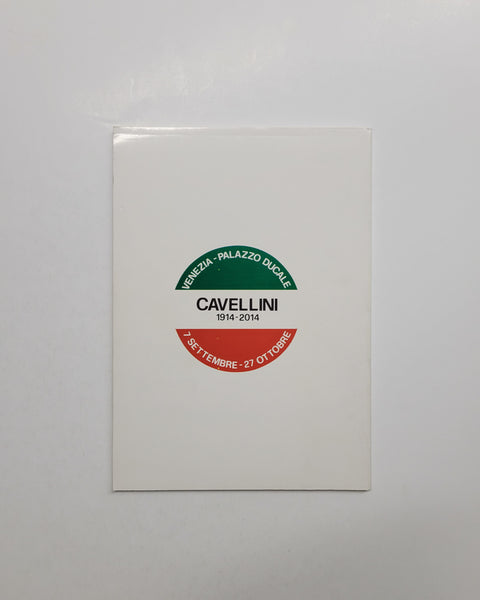 VENEZIA - PALAZZO DUCALE
CAVELLINI
1914-2014
7 SETTEMBRE - 27 OTTOBRE